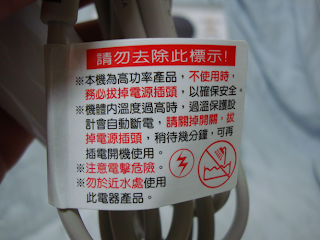 請勿去除此標示!
※本機為高功率產品，不使用時，
務必拔掉電源插頭，以確保安全。
※機體內溫度過高時，過溫保護設
計會自動斷電，請關掉開關，拔
掉電源插頭，稍待幾分鐘，可再
插電開機使用。
※注意電擊危險。
※勿於近水處使用
此電器產品。